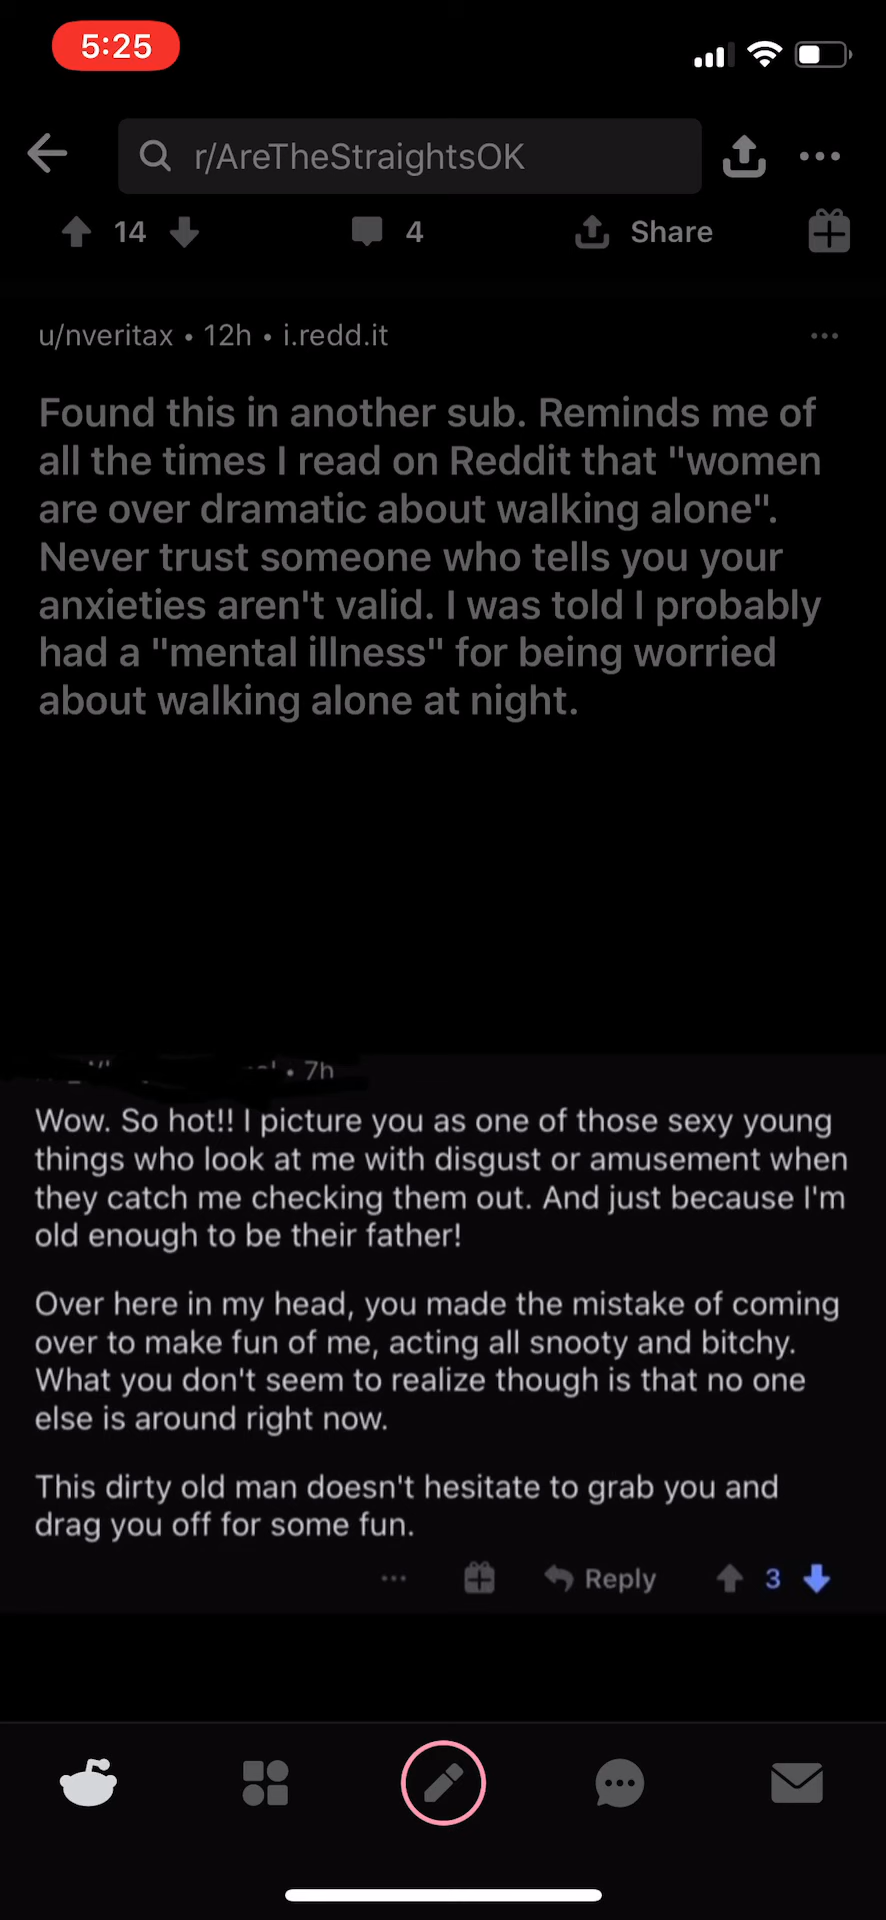 5:25
r/AreTheStraightsOK
14
4
Share
u/nveritax • 12h • i.redd.it
Found this in another sub. Reminds me of
all the times I read on Reddit that "women
are over dramatic about walking alone".
Never trust someone who tells you your
anxieties aren't valid. I was told I probably
had a "mental illness" for being worried
about walking alone at night.
• 7h
Wow. So hot!! I picture you as one of those sexy young
things who look at me with disgust or amusement when
they catch me checking them out. And just because I'm
old enough to be their father!
Over here in my head, you made the mistake of coming
over to make fun of me, acting all snooty and bitchy.
What you don't seem to realize though is that no one
else is around right now.
This dirty old man doesn't hesitate to grab you and
drag you off for some fun.
Reply
3